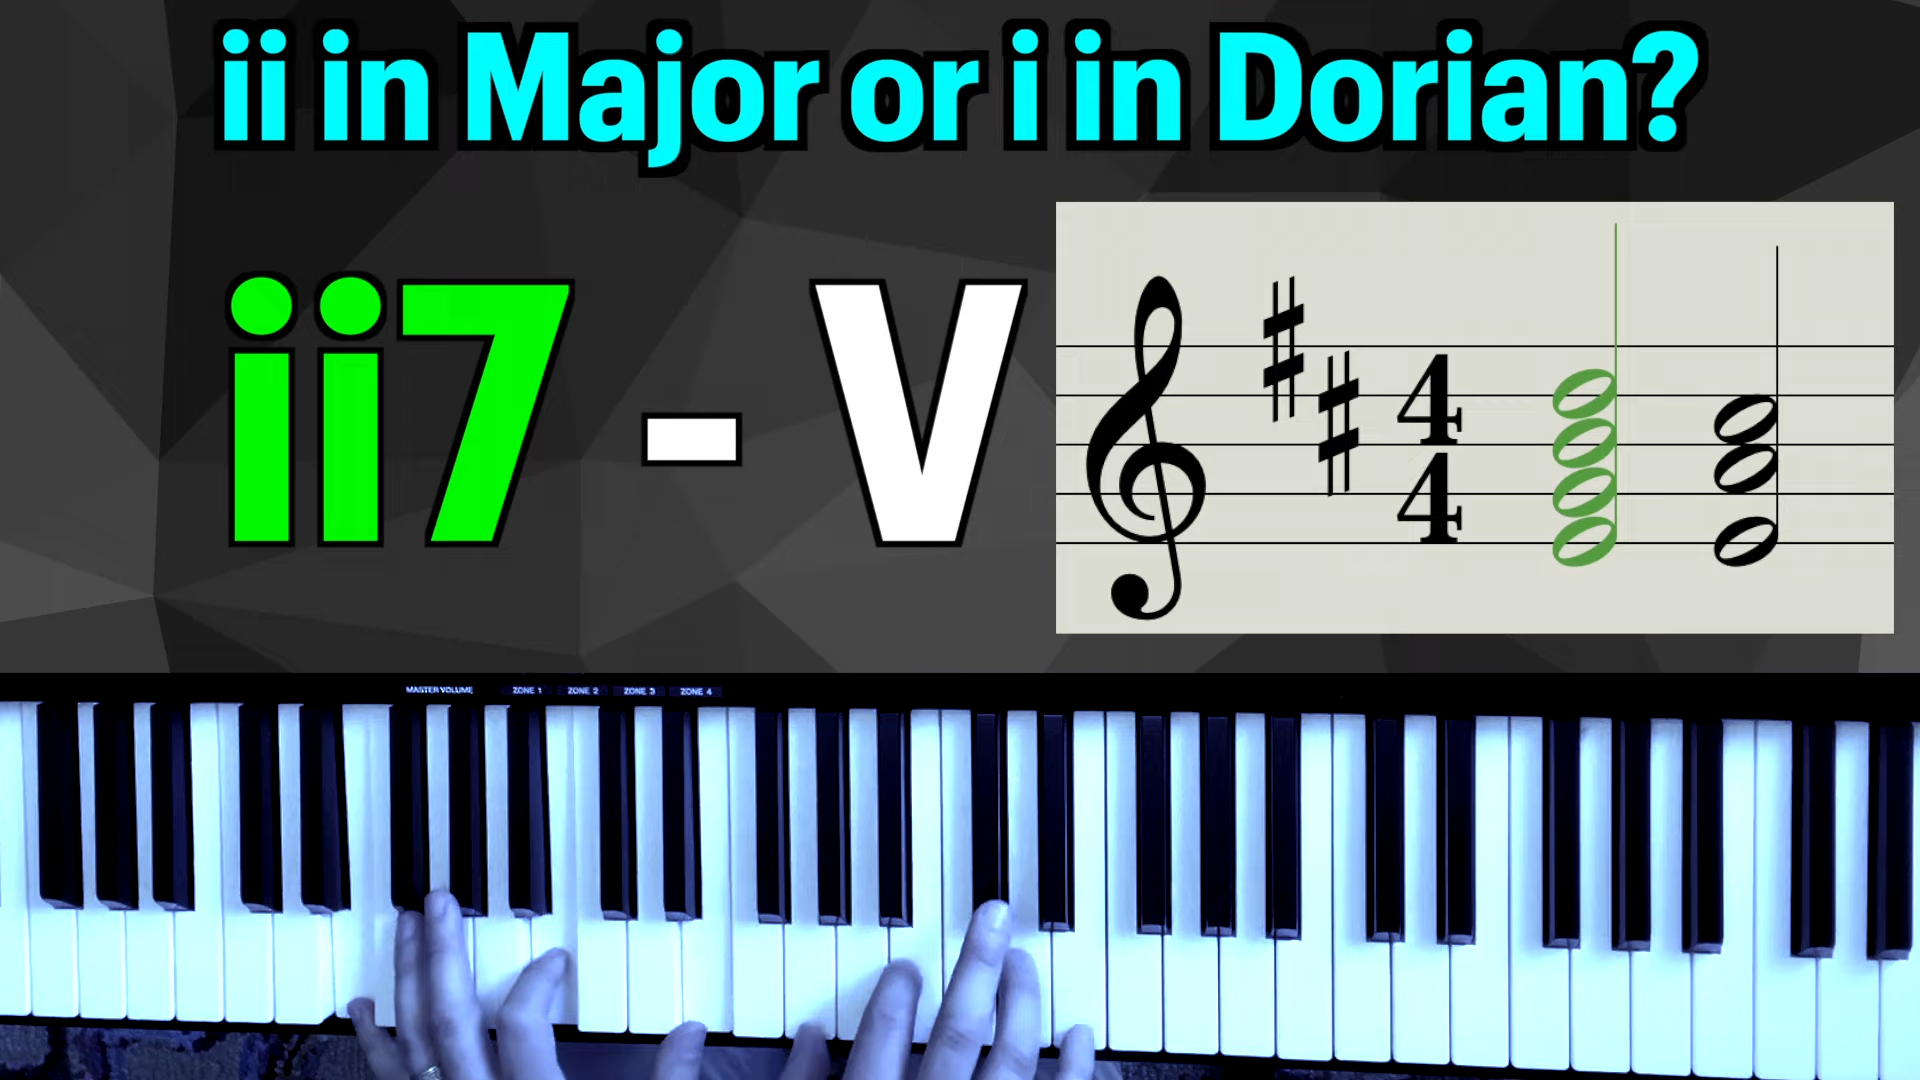 ii in Major or i in Dorian?
ii7 - V
4
4
MASTER VOLUME ZONE 1 ZONE 2 ZONE 3 ZONE 4